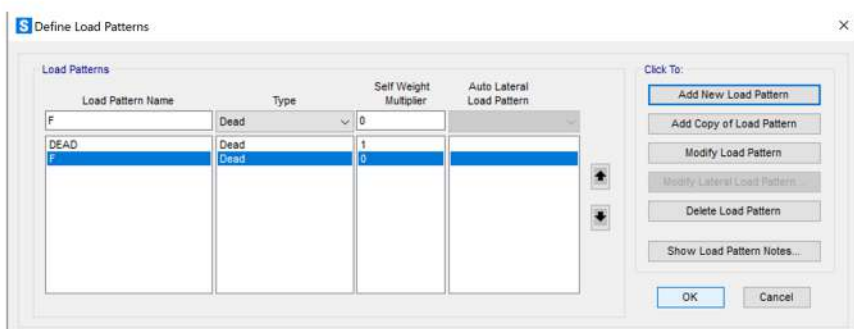 S Define Load Patterns
Load Patterns
Click To:
Load Pattern Name Type Self Weight Multiplier Auto Lateral Load Pattern
F Dead 0
DEAD Dead 1
F Dead 0
Add New Load Pattern
Add Copy of Load Pattern
Modify Load Pattern
Modify Lateral Load Pattern...
Delete Load Pattern
Show Load Pattern Notes...
OK Cancel